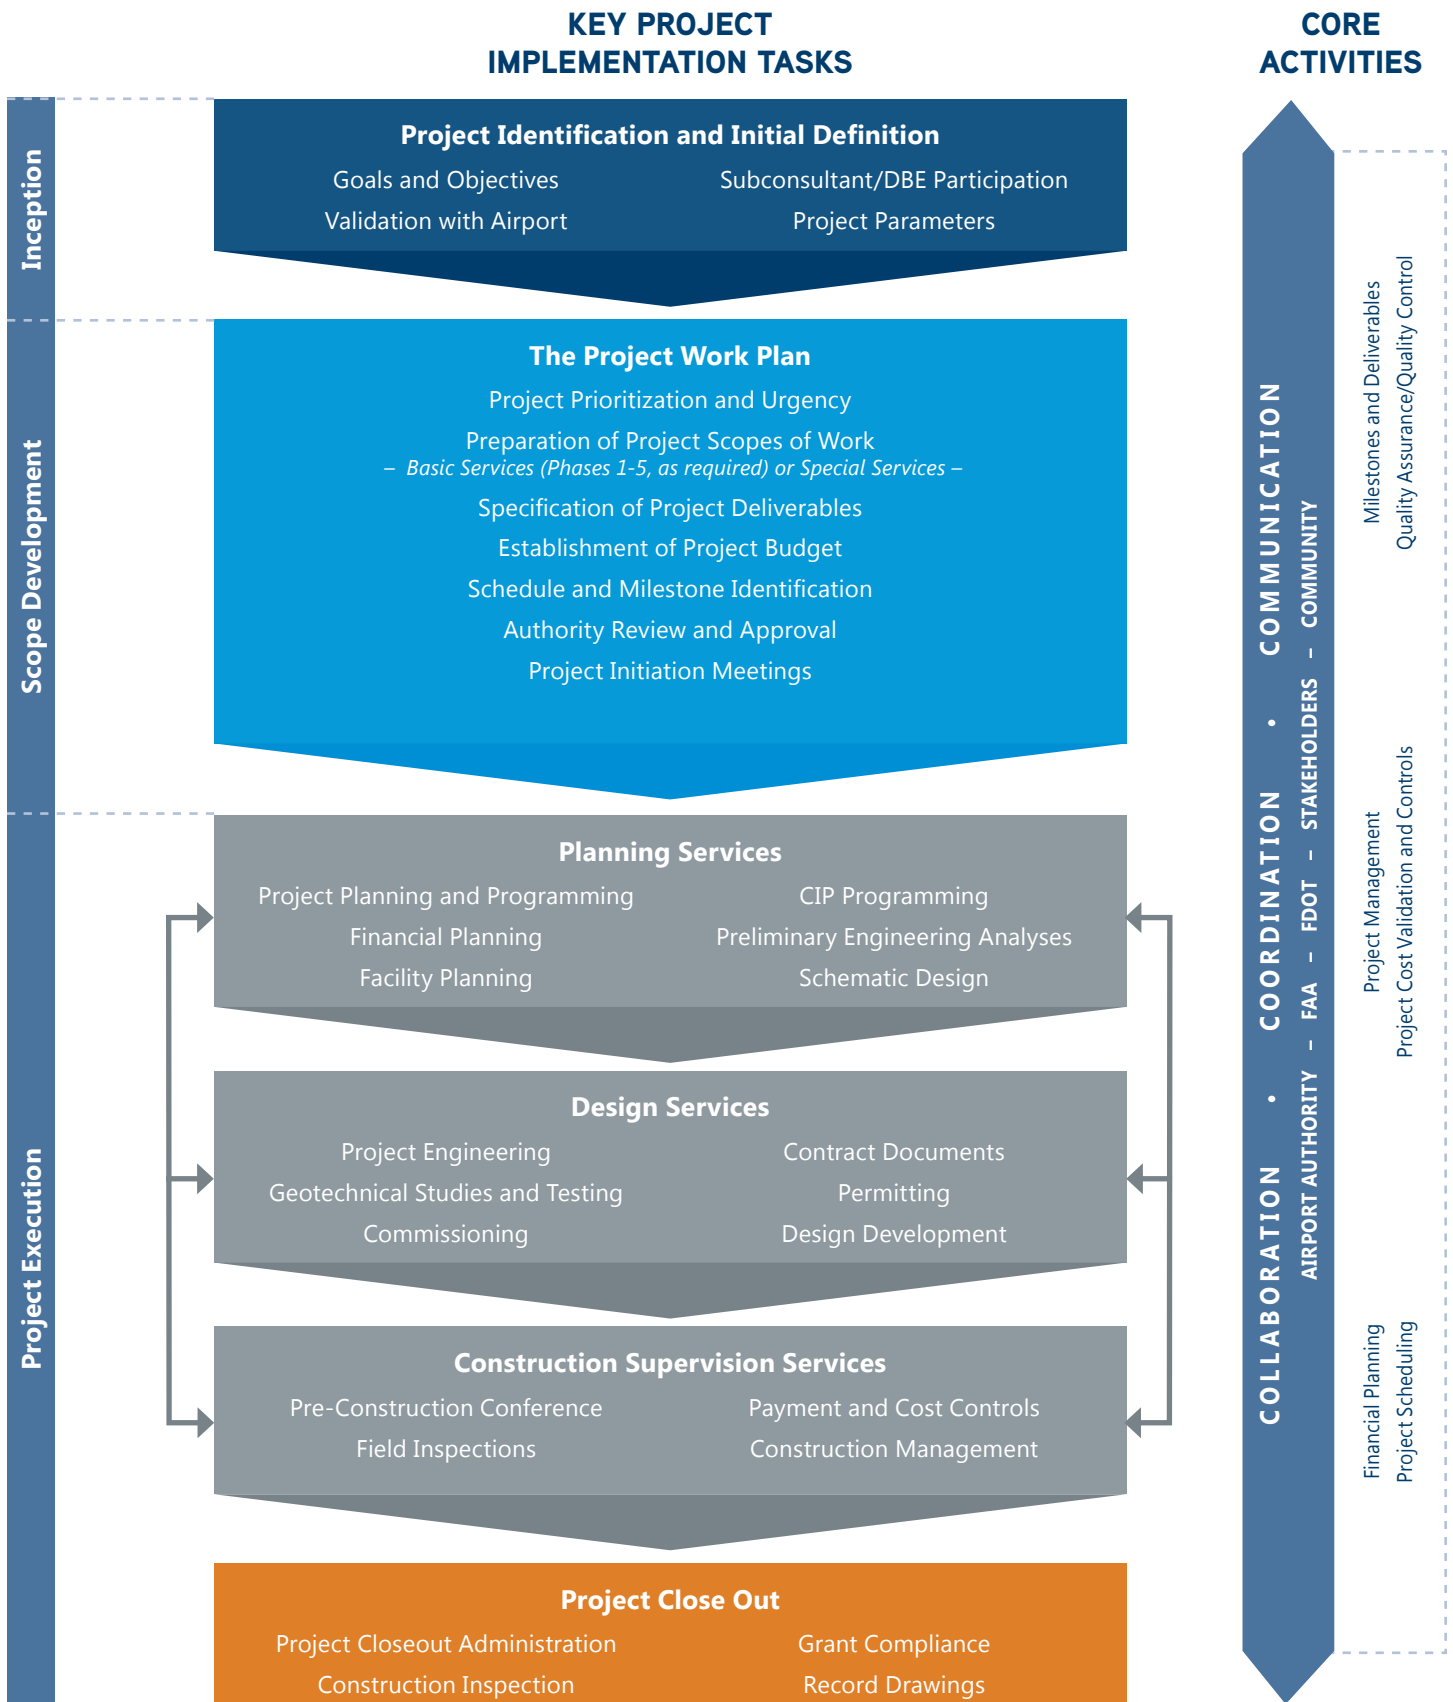 KEY PROJECT
IMPLEMENTATION TASKS
CORE
ACTIVITIES
Inception
Project Identification and Initial Definition
Goals and Objectives
Subconsultant/DBE Participation
Validation with Airport
Project Parameters
Scope Development
The Project Work Plan
Project Prioritization and Urgency
Preparation of Project Scopes of Work
– Basic Services (Phases 1-5, as required) or Special Services –
Specification of Project Deliverables
Establishment of Project Budget
Schedule and Milestone Identification
Authority Review and Approval
Project Initiation Meetings
Project Execution
Planning Services
Project Planning and Programming
CIP Programming
Financial Planning
Preliminary Engineering Analyses
Facility Planning
Schematic Design
Design Services
Project Engineering
Contract Documents
Geotechnical Studies and Testing
Permitting
Commissioning
Design Development
Construction Supervision Services
Pre-Construction Conference
Payment and Cost Controls
Field Inspections
Construction Management
Project Close Out
Project Closeout Administration
Grant Compliance
Construction Inspection
Record Drawings
COLLABORATION • COORDINATION • COMMUNICATION
AIRPORT AUTHORITY – FAA – FDOT – STAKEHOLDERS – COMMUNITY
Milestones and Deliverables
Quality Assurance/Quality Control
Project Management
Project Cost Validation and Controls
Financial Planning
Project Scheduling